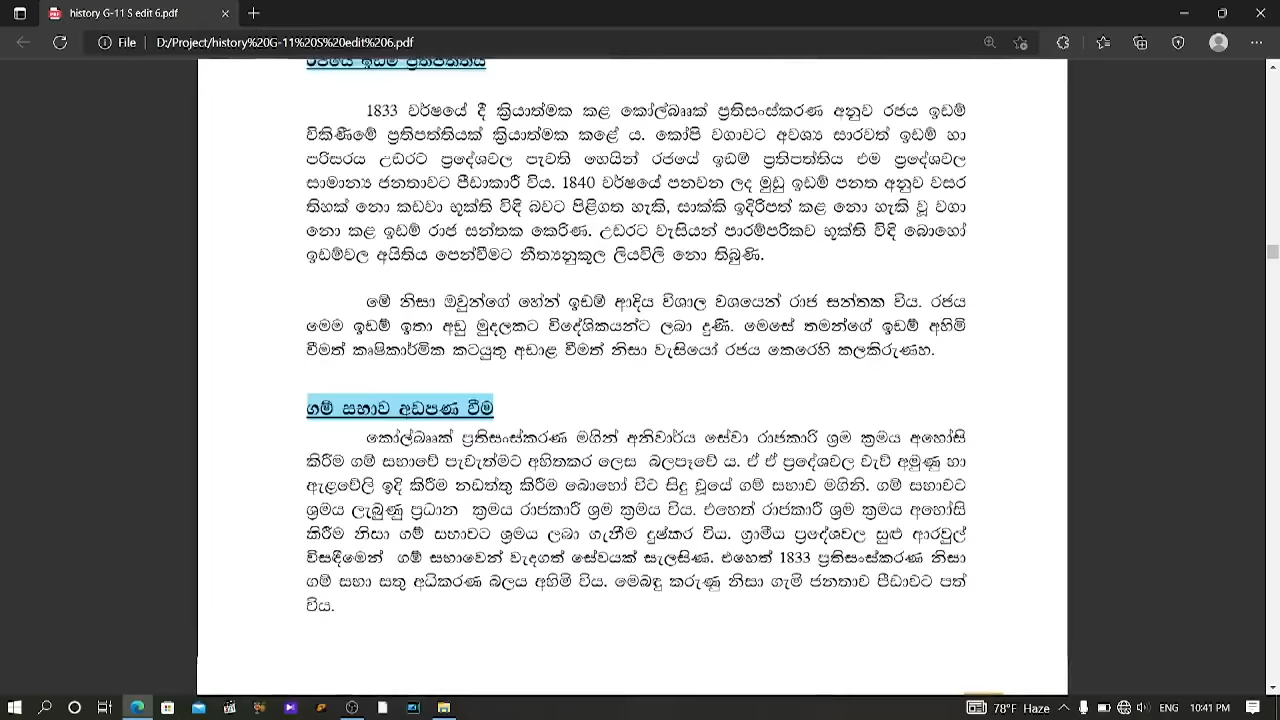 history G-11 S edit 6.pdf
File D:/Project/history%20G-11%20S%20edit%206.pdf
රජයේ ඉඩම් ප්‍රතිපත්තිය
1833 වර්ෂයේ දී ක්‍රියාත්මක කළ කෝල්බෲක් ප්‍රතිසංස්කරණ අනුව රජය ඉඩම්
විකිණීමේ ප්‍රතිපත්තියක් ක්‍රියාත්මක කළේ ය. කෝපි වගාවට අවශ්‍ය සාරවත් ඉඩම් හා
පරිසරය උඩරට ප්‍රදේශවල පැවති හෙයින් රජයේ ඉඩම් ප්‍රතිපත්තිය එම ප්‍රදේශවල
සාමාන්‍ය ජනතාවට පීඩාකාරී විය. 1840 වර්ෂයේ පනවන ලද මුඩු ඉඩම් පනත අනුව වසර
තිහක් නො කඩවා භූක්ති විඳි බවට පිළිගත හැකි, සාක්කි ඉදිරිපත් කළ නො හැකි වූ වගා
නො කළ ඉඩම් රාජ සන්තක කෙරිණ. උඩරට වැසියන් පාරම්පරිකව භූක්ති විඳි බොහෝ
ඉඩම්වල අයිතිය පෙන්වීමට නීත්‍යනුකූල ලියවිලි නො තිබුණි.
මේ නිසා ඔවුන්ගේ හේන් ඉඩම් ආදිය විශාල වශයෙන් රාජ සන්තක විය. රජය
මෙම ඉඩම් ඉතා අඩු මුදලකට විදේශිකයන්ට ලබා දුණි. මෙසේ තමන්ගේ ඉඩම් අහිමි
වීමත් කෘෂිකාර්මික කටයුතු අඩාළ වීමත් නිසා වැසියෝ රජය කෙරෙහි කලකිරුණහ.
ගම් සභාව අඩපණ වීම
කෝල්බෲක් ප්‍රතිසංස්කරණ මගින් අනිවාර්ය සේවා රාජකාරි ශ්‍රම ක්‍රමය අහෝසි
කිරීම ගම් සභාවේ පැවැත්මට අහිතකර ලෙස බලපෑවේ ය. ඒ ඒ ප්‍රදේශවල වැව් අමුණු හා
ඇළවේලි ඉදි කිරීම නඩත්තු කිරීම බොහෝ විට සිදු වූයේ ගම් සභාව මගිනි. ගම් සභාවට
ශ්‍රමය ලැබුණු ප්‍රධාන ක්‍රමය රාජකාරී ශ්‍රම ක්‍රමය විය. එහෙත් රාජකාරී ශ්‍රම ක්‍රමය අහෝසි
කිරීම නිසා ගම් සභාවට ශ්‍රමය ලබා ගැනීම දුෂ්කර විය. ග්‍රාමීය ප්‍රදේශවල සුළු ආරවුල්
විසඳීමෙන් ගම් සභාවෙන් වැදගත් සේවයක් සැලසිණ. එහෙත් 1833 ප්‍රතිසංස්කරණ නිසා
ගම් සභා සතු අධිකරණ බලය අහිමි විය. මෙබඳු කරුණු නිසා ගැමි ජනතාව පීඩාවට පත්
විය.
78°F Haze ENG 10:41 PM